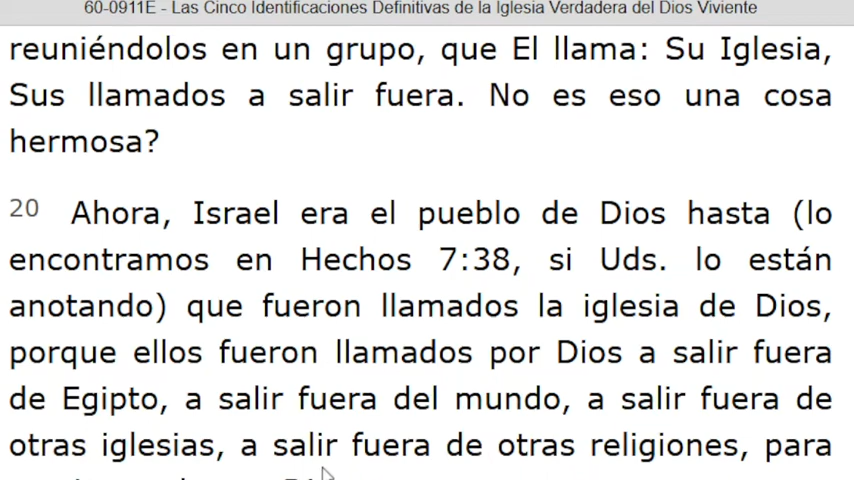 60-0911E - Las Cinco Identificaciones Definitivas de la Iglesia Verdadera del Dios Viviente
reuniéndolos en un grupo, que El llama: Su Iglesia,
Sus llamados a salir fuera. No es eso una cosa
hermosa?
20 Ahora, Israel era el pueblo de Dios hasta (lo
encontramos en Hechos 7:38, si Uds. lo están
anotando) que fueron llamados la iglesia de Dios,
porque ellos fueron llamados por Dios a salir fuera
de Egipto, a salir fuera del mundo, a salir fuera de
otras iglesias, a salir fuera de otras religiones, para